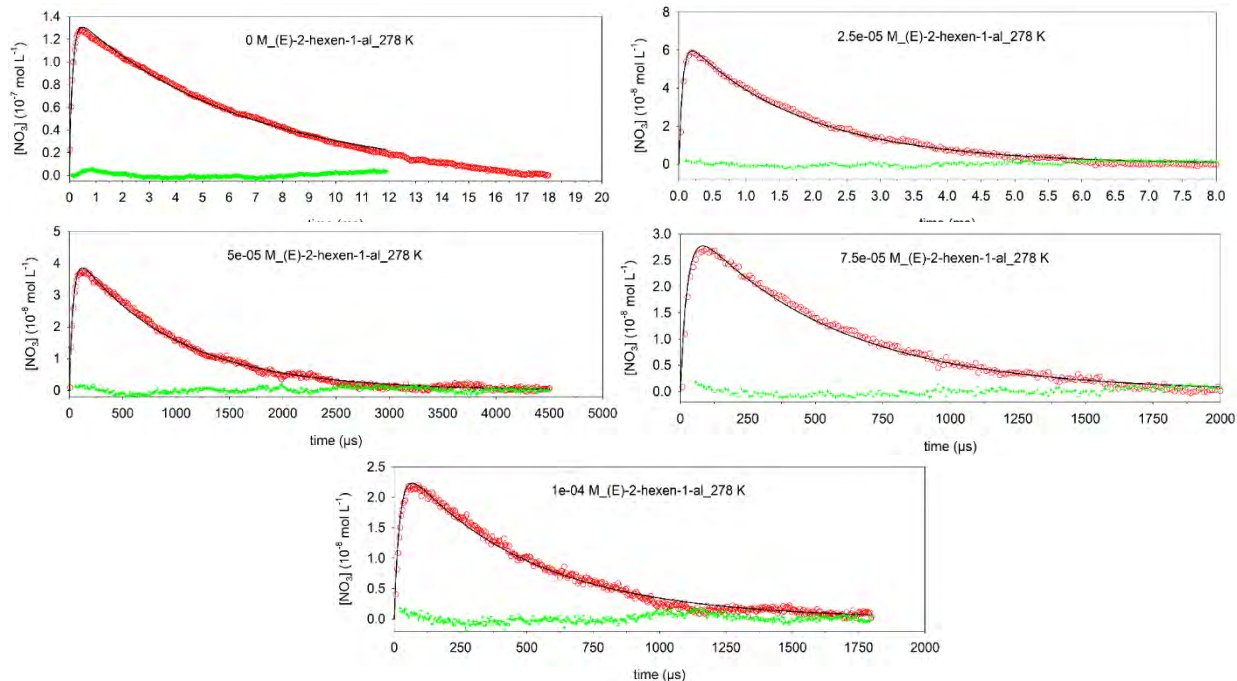 0 M_(E)-2-hexen-1-al_278 K
[NO3] (10⁻⁷ mol L⁻¹)
1.4
1.2
1.0
0.8
0.6
0.4
0.2
0.0
0 1 2 3 4 5 6 7 8 9 10 11 12 13 14 15 16 17 18 19 20
time (ms)
2.5e-05 M_(E)-2-hexen-1-al_278 K
[NO₃] (10⁻⁸ mol L⁻¹)
8
6
4
2
0
0.0 0.5 1.0 1.5 2.0 2.5 3.0 3.5 4.0 4.5 5.0 5.5 6.0 6.5 7.0 7.5 8.0
time (ms)
5e-05 M_(E)-2-hexen-1-al_278 K
[NO₃] (10⁻⁸ mol L⁻¹)
5
4
3
2
1
0
0 500 1000 1500 2000 2500 3000 3500 4000 4500 5000
time (µs)
7.5e-05 M_(E)-2-hexen-1-al_278 K
[NO₃] (10⁻⁸ mol L⁻¹)
3.0
2.5
2.0
1.5
1.0
0.5
0.0
0 250 500 750 1000 1250 1500 1750 2000
time (µs)
1e-04 M_(E)-2-hexen-1-al_278 K
[NO₃] (10⁻⁸ mol L⁻¹)
2.5
2.0
1.5
1.0
0.5
0.0
0 250 500 750 1000 1250 1500 1750 2000
time (µs)